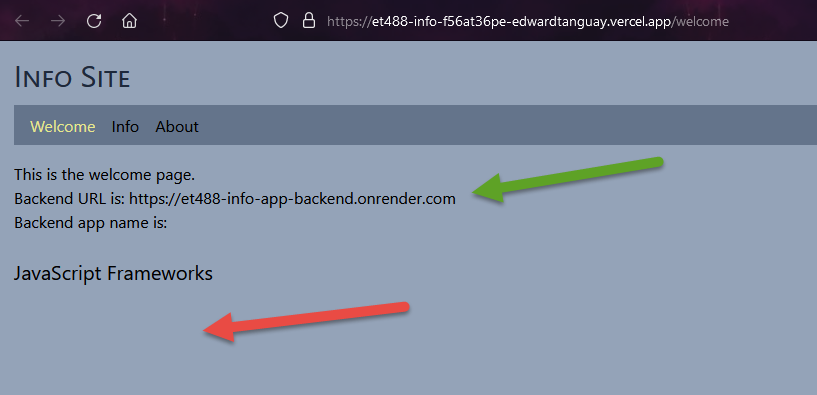 https://et488-info-f56at36pe-edwardtanguay.vercel.app/welcome
Info Site
Welcome Info About
This is the welcome page.
Backend URL is: https://et488-info-app-backend.onrender.com
Backend app name is:
JavaScript Frameworks